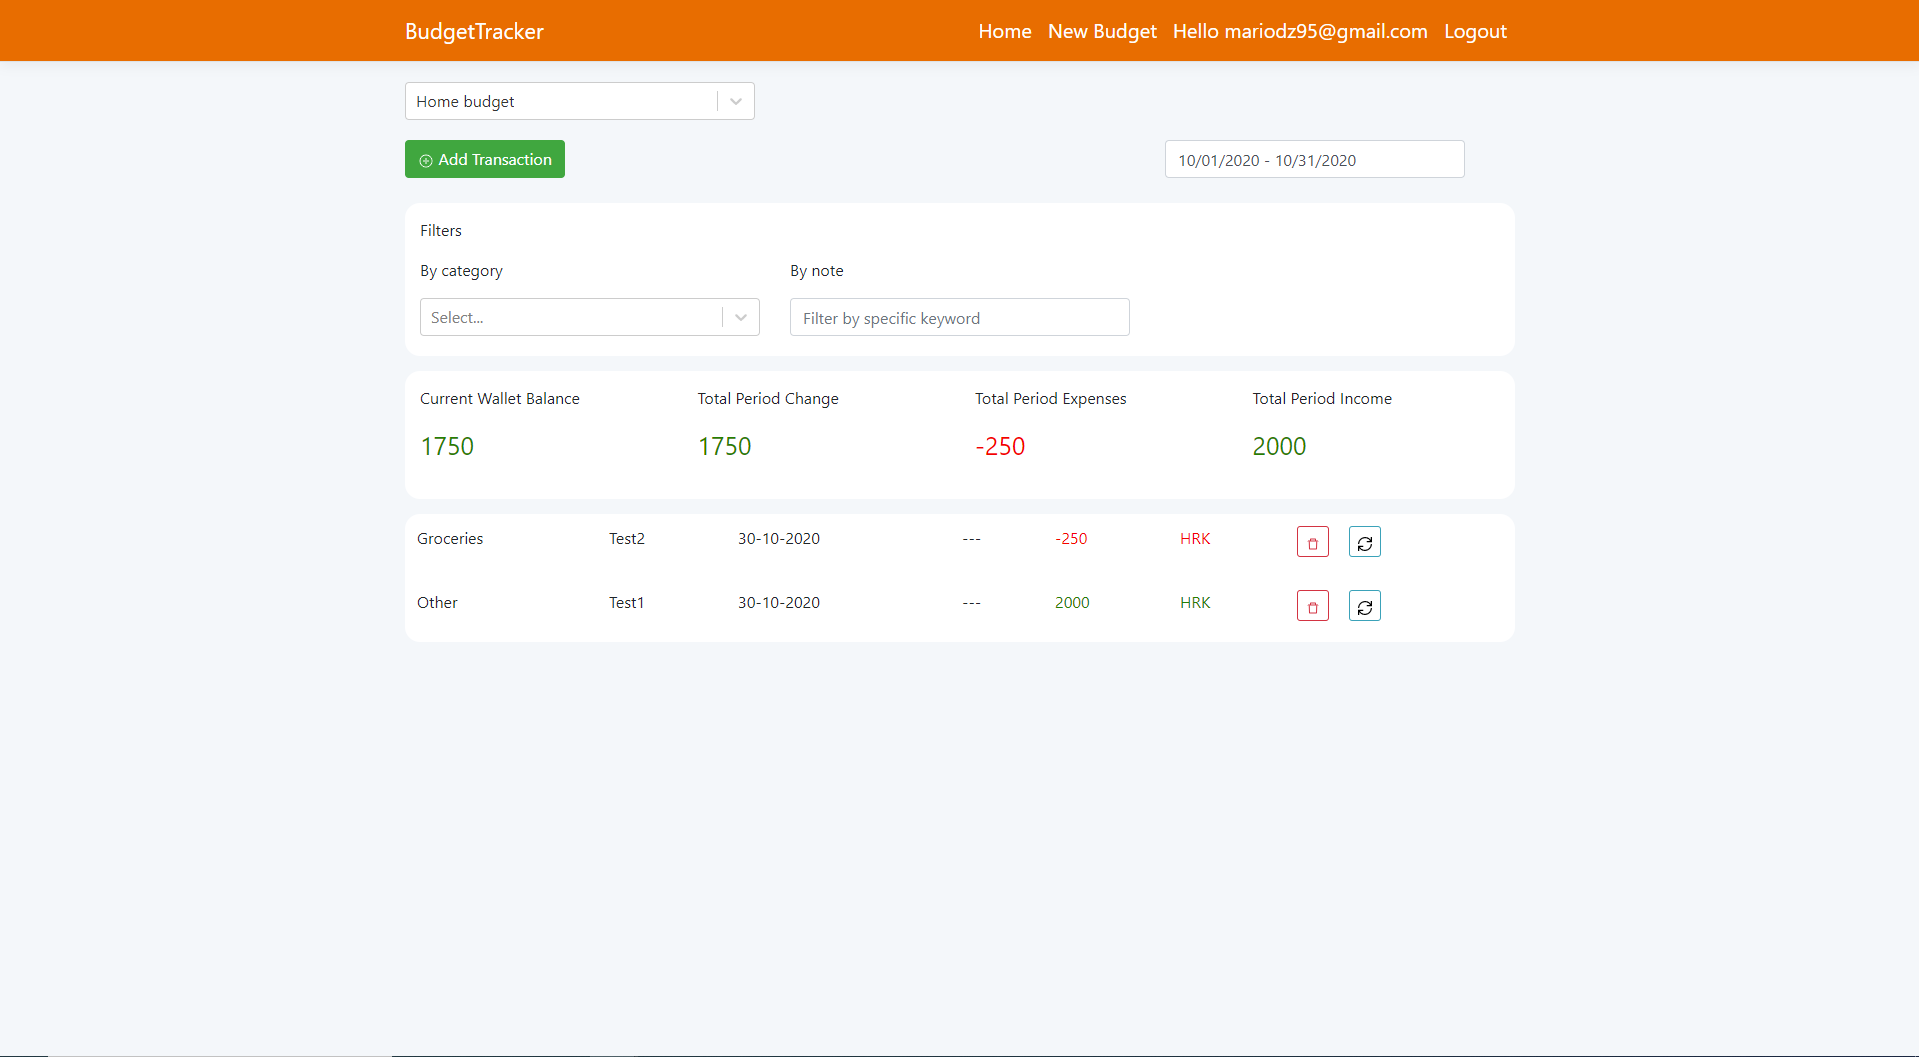 BudgetTracker Home New Budget Hello mariodz95@gmail.com Logout
Home budget
Add Transaction 10/01/2020 - 10/31/2020
Filters
By category By note
Select... Filter by specific keyword
Current Wallet Balance Total Period Change Total Period Expenses Total Period Income
1750 1750 -250 2000
Groceries Test2 30-10-2020 --- -250 HRK
Other Test1 30-10-2020 --- 2000 HRK